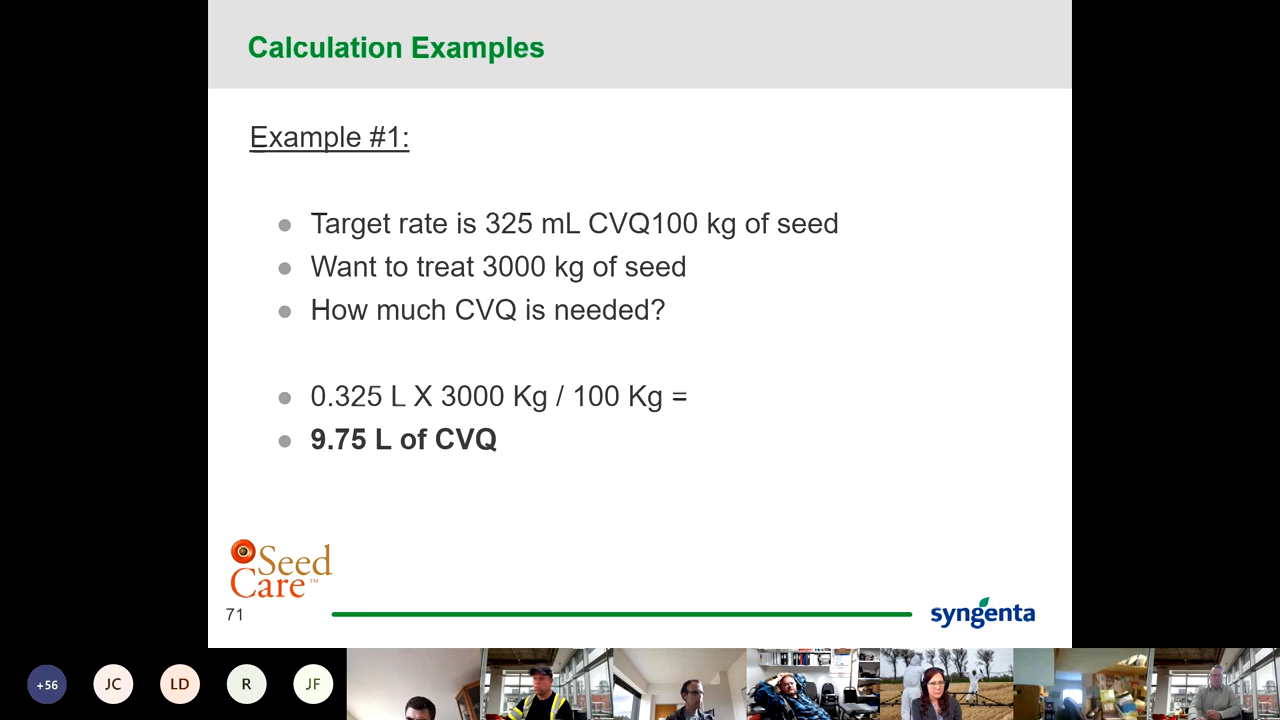 Calculation Examples
Example #1:
Target rate is 325 mL CVQ100 kg of seed
Want to treat 3000 kg of seed
How much CVQ is needed?
0.325 L X 3000 Kg / 100 Kg =
9.75 L of CVQ
Seed
Care™
71
syngenta
+56
JC
LD
R
JF